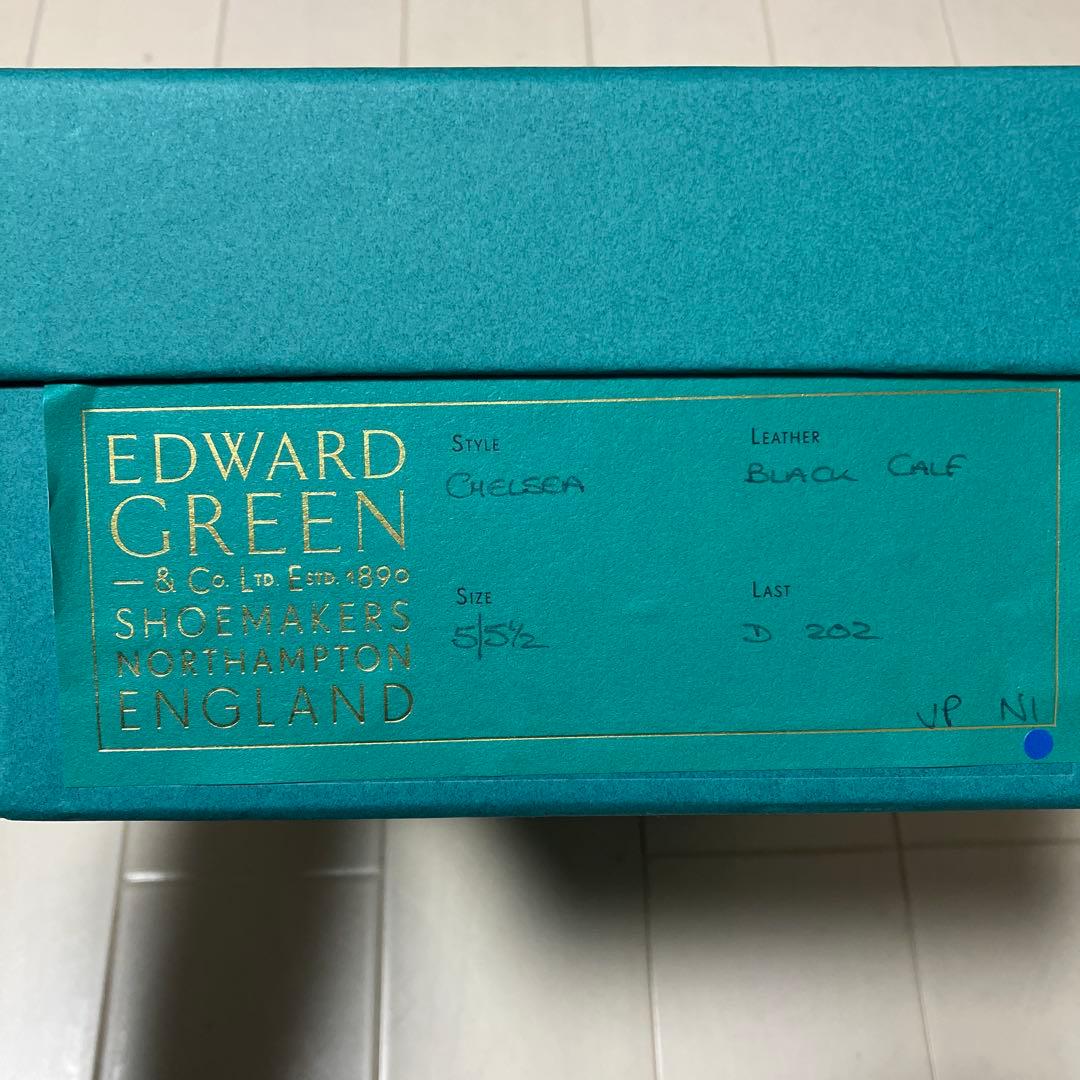 EDWARD
GREEN
— & Co. Ltd. Estd. 1890
SHOEMAKERS
NORTHAMPTON
ENGLAND
Style
CHELSEA
Leather
BLACK CALF
Size
5/5½
Last
D 202
VP N1